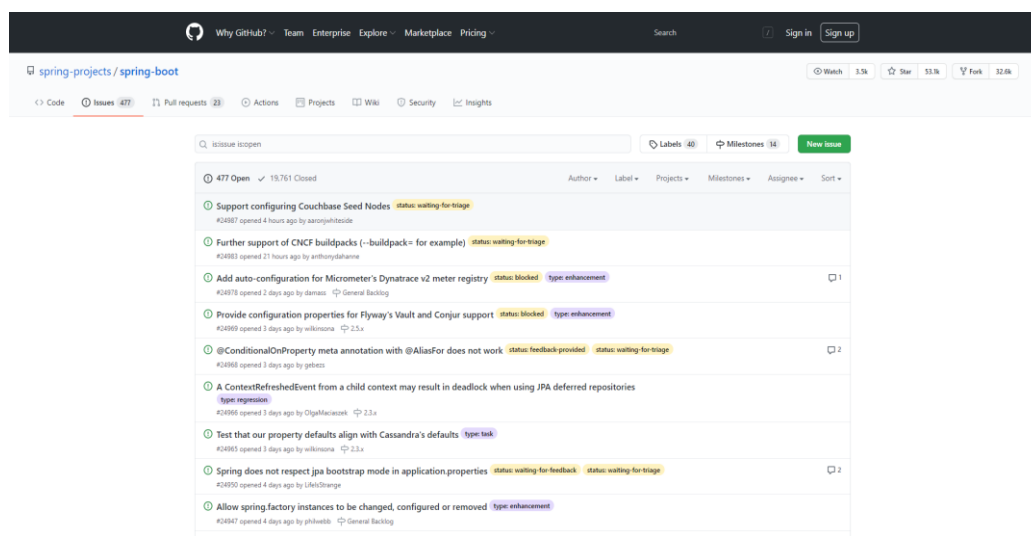 Why GitHub? Team Enterprise Explore Marketplace Pricing Search / Sign in Sign up
spring-projects / spring-boot Watch 3.5k Star 53.1k Fork 32.6k
<> Code Issues 477 Pull requests 23 Actions Projects Wiki Security Insights
is:issue is:open Labels 40 Milestones 14 New issue
477 Open 19,761 Closed Author Label Projects Milestones Assignee Sort
Support configuring Couchbase Seed Nodes status: waiting-for-triage
#24987 opened 4 hours ago by aaronjwhiteside
Further support of CNCF buildpacks (--buildpack= for example) status: waiting-for-triage
#24983 opened 21 hours ago by anthonydahanne
Add auto-configuration for Micrometer's Dynatrace v2 meter registry status: blocked type: enhancement 1
#24978 opened 2 days ago by damass General Backlog
Provide configuration properties for Flyway's Vault and Conjur support status: blocked type: enhancement
#24969 opened 3 days ago by wilkinsona 2.5.x
@ConditionalOnProperty meta annotation with @AliasFor does not work status: feedback-provided status: waiting-for-triage 2
#24968 opened 3 days ago by gebezs
A ContextRefreshedEvent from a child context may result in deadlock when using JPA deferred repositories
type: regression
#24966 opened 3 days ago by OlgaMaciaszek 2.3.x
Test that our property defaults align with Cassandra's defaults type: task
#24965 opened 3 days ago by wilkinsona 2.3.x
Spring does not respect jpa bootstrap mode in application.properties status: waiting-for-feedback status: waiting-for-triage 2
#24950 opened 4 days ago by LifeIsStrange
Allow spring.factory instances to be changed, configured or removed type: enhancement
#24947 opened 4 days ago by philwebb General Backlog